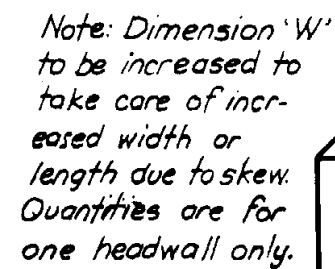 Note: Dimension 'W'
to be increased to
take care of incr-
eased width or
length due to skew.
Quantities are for
one headwall only.